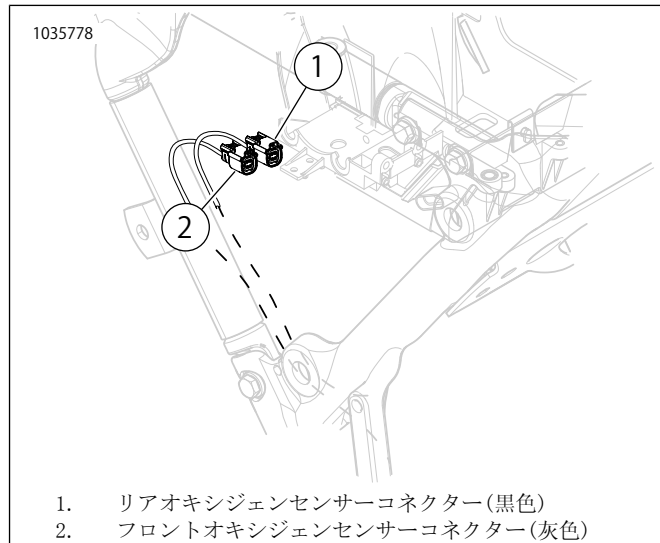 1035778
1
2
1. リアオキシジェンセンサーコネクター(黒色)
2. フロントオキシジェンセンサーコネクター(灰色)